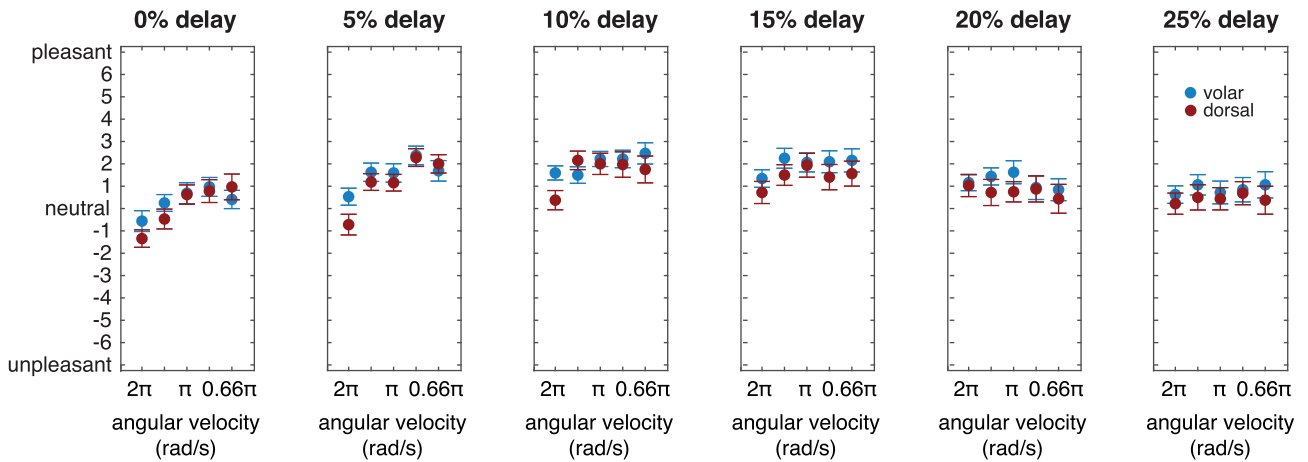 0% delay 5% delay 10% delay 15% delay 20% delay 25% delay
pleasant
6
5
4
3
2
1
neutral
-1
-2
-3
-4
-5
-6
unpleasant
volar
dorsal
2π π 0.66π 2π π 0.66π 2π π 0.66π 2π π 0.66π 2π π 0.66π 2π π 0.66π
angular velocity angular velocity angular velocity angular velocity angular velocity angular velocity
(rad/s) (rad/s) (rad/s) (rad/s) (rad/s) (rad/s)